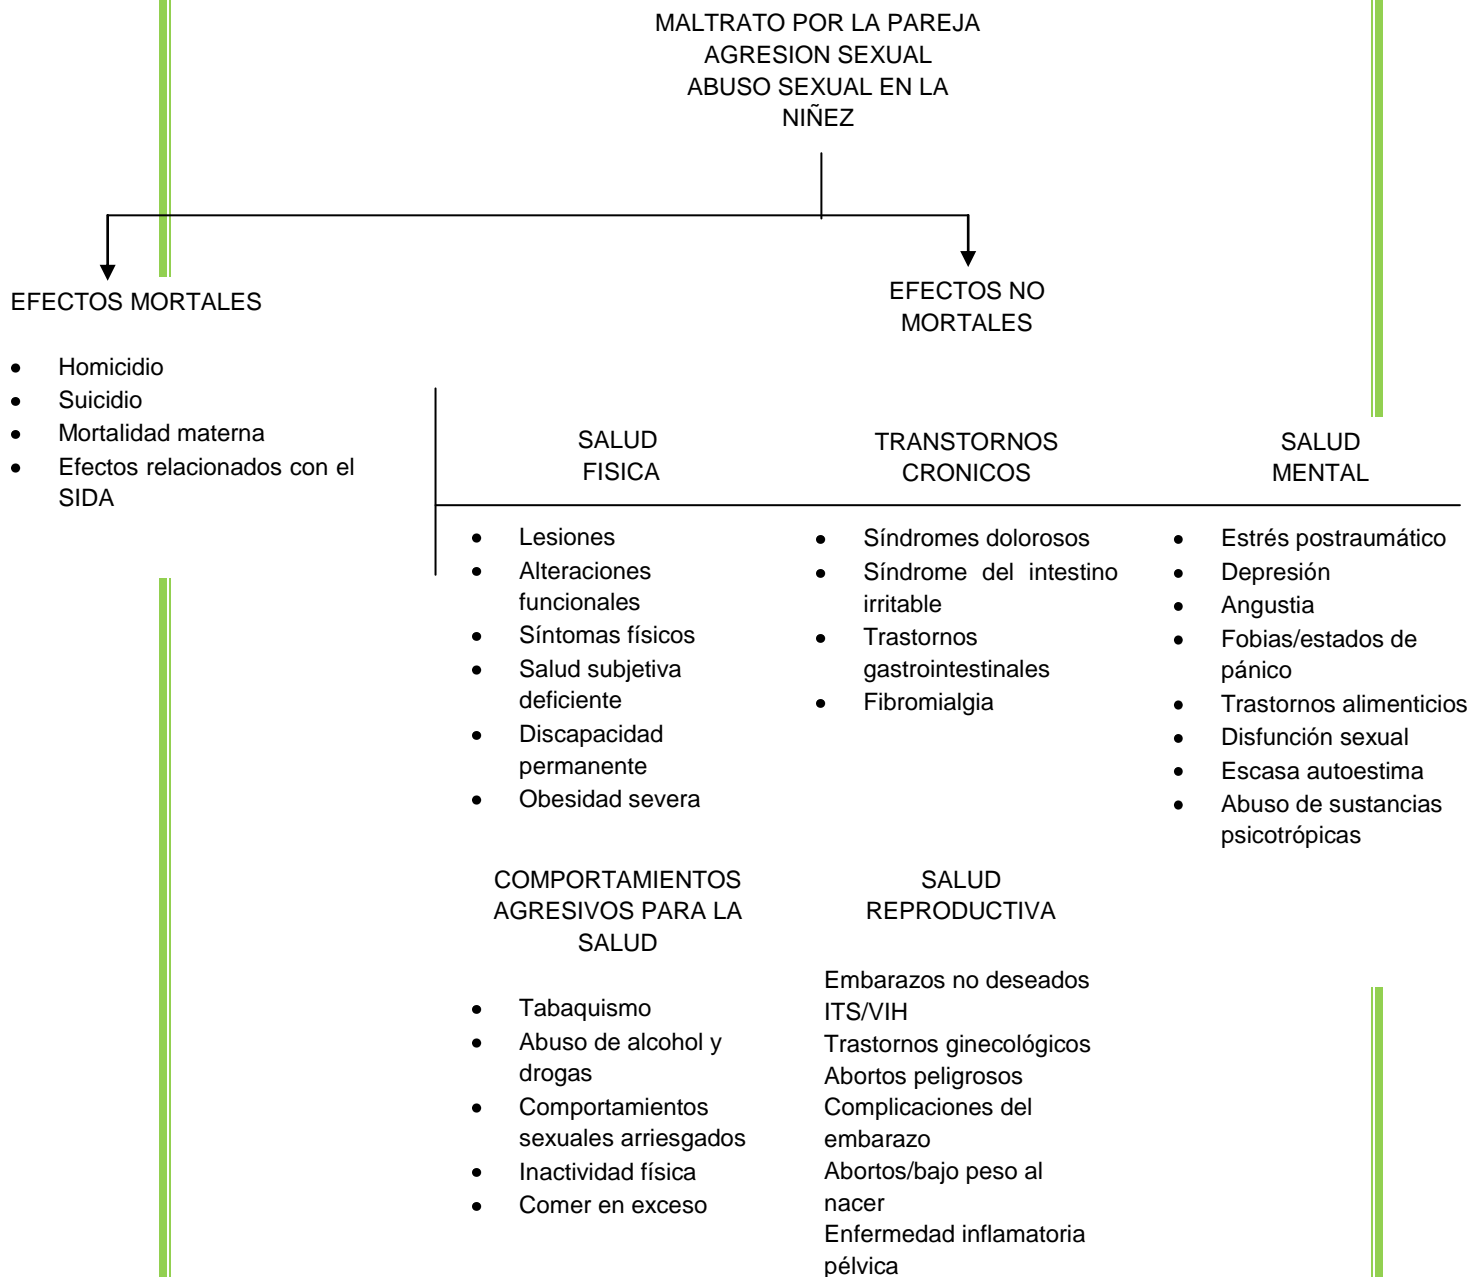 MALTRATO POR LA PAREJA
AGRESION SEXUAL
ABUSO SEXUAL EN LA
NIÑEZ
EFECTOS MORTALES
• Homicidio
• Suicidio
• Mortalidad materna
• Efectos relacionados con el
SIDA
EFECTOS NO
MORTALES
SALUD
FISICA
• Lesiones
• Alteraciones
funcionales
• Síntomas físicos
• Salud subjetiva
deficiente
• Discapacidad
permanente
• Obesidad severa
TRANSTORNOS
CRONICOS
• Síndromes dolorosos
• Síndrome del intestino
irritable
• Trastornos
gastrointestinales
• Fibromialgia
SALUD
MENTAL
• Estrés postraumático
• Depresión
• Angustia
• Fobias/estados de
pánico
• Trastornos alimenticios
• Disfunción sexual
• Escasa autoestima
• Abuso de sustancias
psicotrópicas
COMPORTAMIENTOS
AGRESIVOS PARA LA
SALUD
• Tabaquismo
• Abuso de alcohol y
drogas
• Comportamientos
sexuales arriesgados
• Inactividad física
• Comer en exceso
SALUD
REPRODUCTIVA
Embarazos no deseados
ITS/VIH
Trastornos ginecológicos
Abortos peligrosos
Complicaciones del
embarazo
Abortos/bajo peso al
nacer
Enfermedad inflamatoria
pélvica